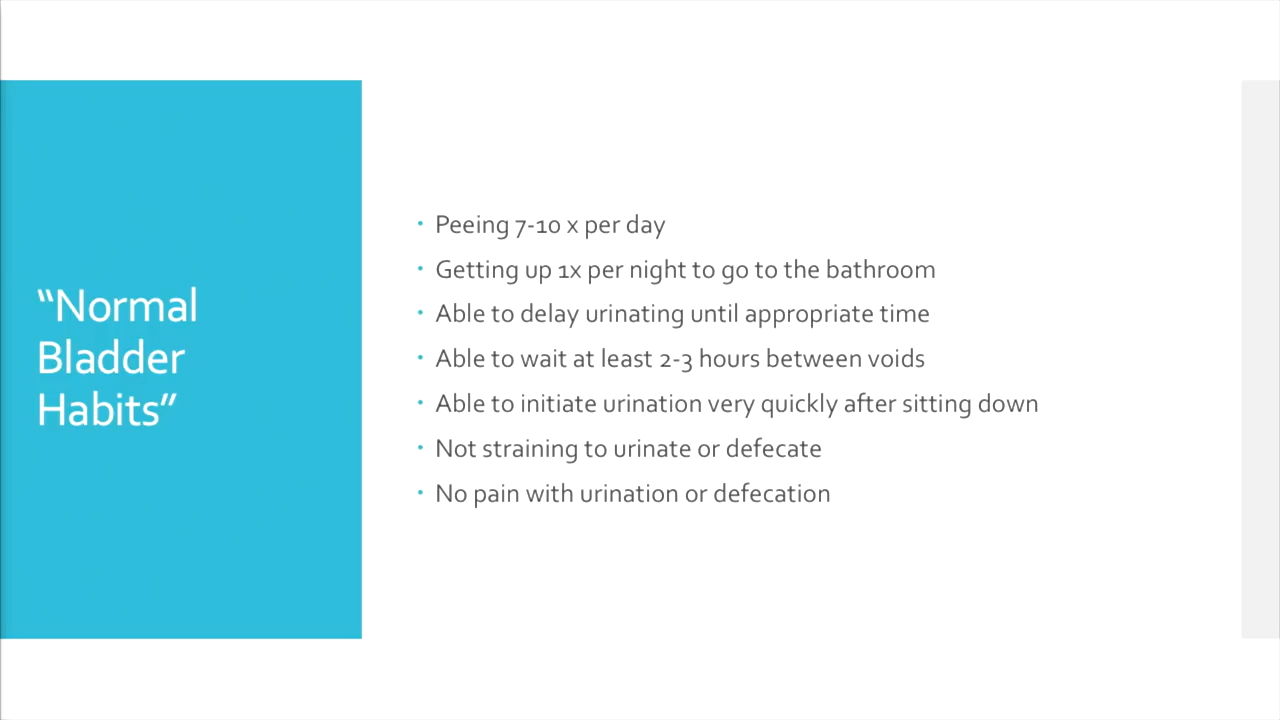 “Normal
Bladder
Habits”
• Peeing 7-10 x per day
• Getting up 1x per night to go to the bathroom
• Able to delay urinating until appropriate time
• Able to wait at least 2-3 hours between voids
• Able to initiate urination very quickly after sitting down
• Not straining to urinate or defecate
• No pain with urination or defecation